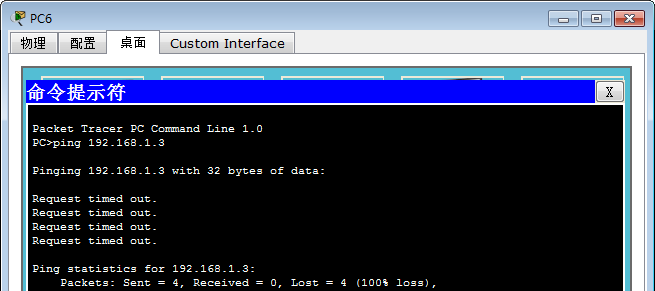 PC6
物理 配置 桌面 Custom Interface
命令提示符 X
Packet Tracer PC Command Line 1.0
PC>ping 192.168.1.3
Pinging 192.168.1.3 with 32 bytes of data:
Request timed out.
Request timed out.
Request timed out.
Request timed out.
Ping statistics for 192.168.1.3:
Packets: Sent = 4, Received = 0, Lost = 4 (100% loss),